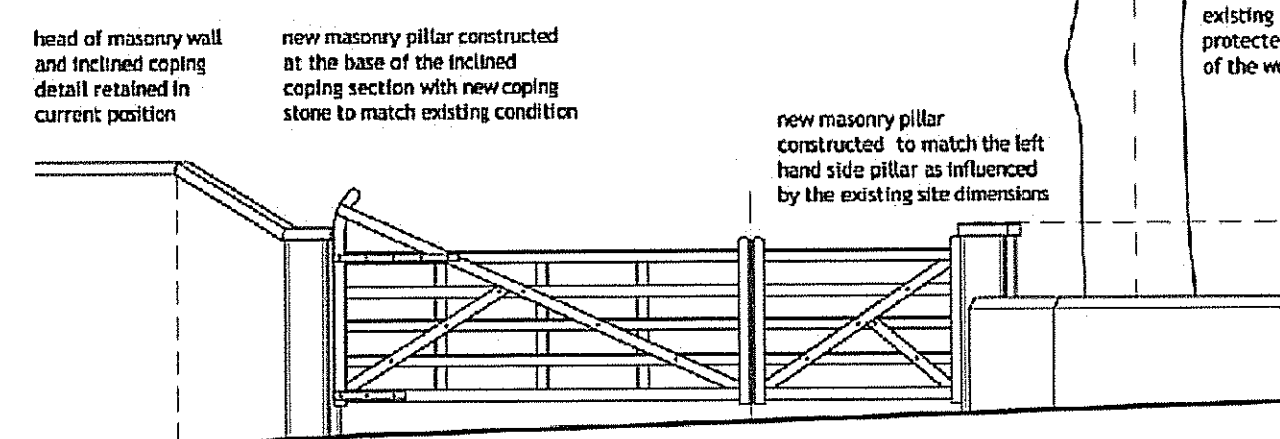 head of masonry wall
and inclined coping
detail retained in
current position
new masonry pillar constructed
at the base of the inclined
coping section with new coping
stone to match existing condition
new masonry pillar
constructed to match the left
hand side pillar as influenced
by the existing site dimensions
existing
protecte
of the